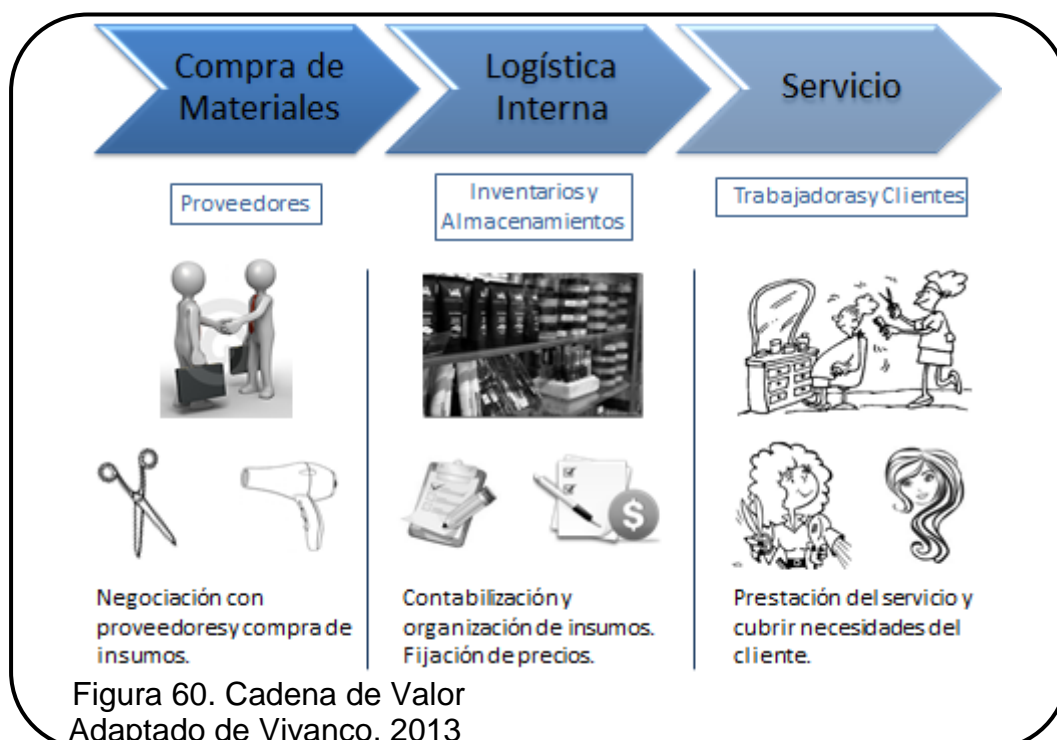 Compra de
Materiales
Logística
Interna
Servicio
Proveedores
Inventarios y
Almacenamientos
Trabajadoras y Clientes
$
Negociación con
proveedores y compra de
insumos.
Contabilización y
organización de insumos.
Fijación de precios.
Prestación del servicio y
cubrir necesidades del
cliente.
Figura 60. Cadena de Valor
Adaptado de Vivanco, 2013